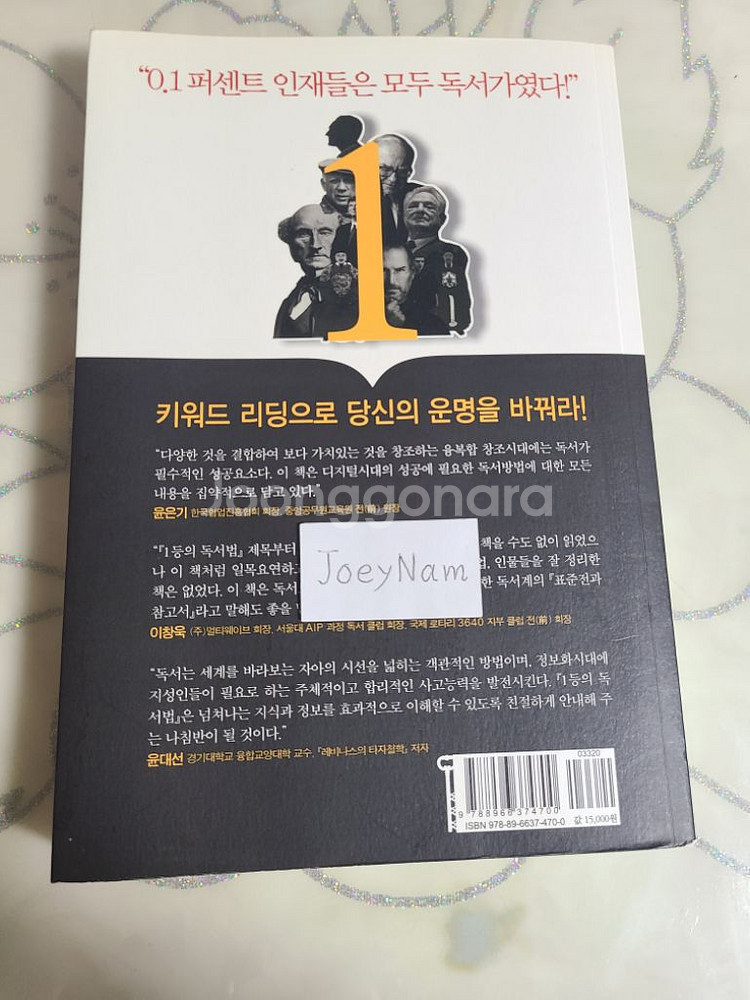 “0.1 퍼센트 인재들은 모두 독서가였다!”
1
키워드 리딩으로 당신의 운명을 바꿔라!
“다양한 것을 결합하여 보다 가치있는 것을 창조하는 융복합 창조시대에는 독서가
필수적인 성공요소다. 이 책은 디지털시대의 성공에 필요한 독서방법에 대한 모든
내용을 집약적으로 담고 있다.”
Joonggonara
윤은기 한국협업진흥협회 회장, 중앙공무원교육원 전(前) 원장
“『1등의 독서법』 제목부터 책을 수도 없이 읽었으
나 이 책처럼 일목요연하 인물들을 잘 정리한
책은 없었다. 이 책은 독서 한 독서계의 『표준전과
참고서』라고 말해도 좋을
JoeyNam
이창욱 (주)멀티웨이브 회장, 서울대 AIP 과정 독서 클럽 회장, 국제 로타리 3640 지부 클럽 전(前) 회장
“독서는 세계를 바라보는 자아의 시선을 넓히는 객관적인 방법이며, 정보화시대에
지성인들이 필요로 하는 주체적이고 합리적인 사고능력을 발전시킨다. 『1등의 독
서법』은 넘쳐나는 지식과 정보를 효과적으로 이해할 수 있도록 친절하게 안내해 주
는 나침반이 될 것이다.”
윤대선 경기대학교 융합교양대학 교수, 『레비나스의 타자철학』 저자
03320
9 788966 374700
ISBN 978-89-6637-470-0 값 15,000원